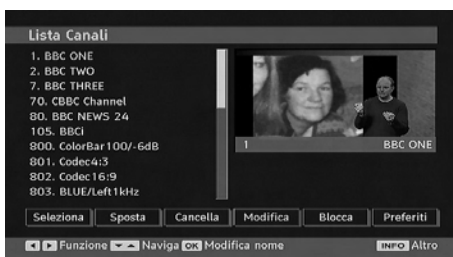 Lista Canali
1. BBC ONE
2. BBC TWO
7. BBC THREE
70. CBBC Channel
80. BBC NEWS 24
105. BBCi
800. ColorBar100/-6dB
801. Codec4:3
802. Codec16:9
803. BLUE/Left1kHz
1 BBC ONE
Seleziona Sposta Cancella Modifica Blocca Preferiti
Funzione Naviga OK Modifica nome INFO Altro